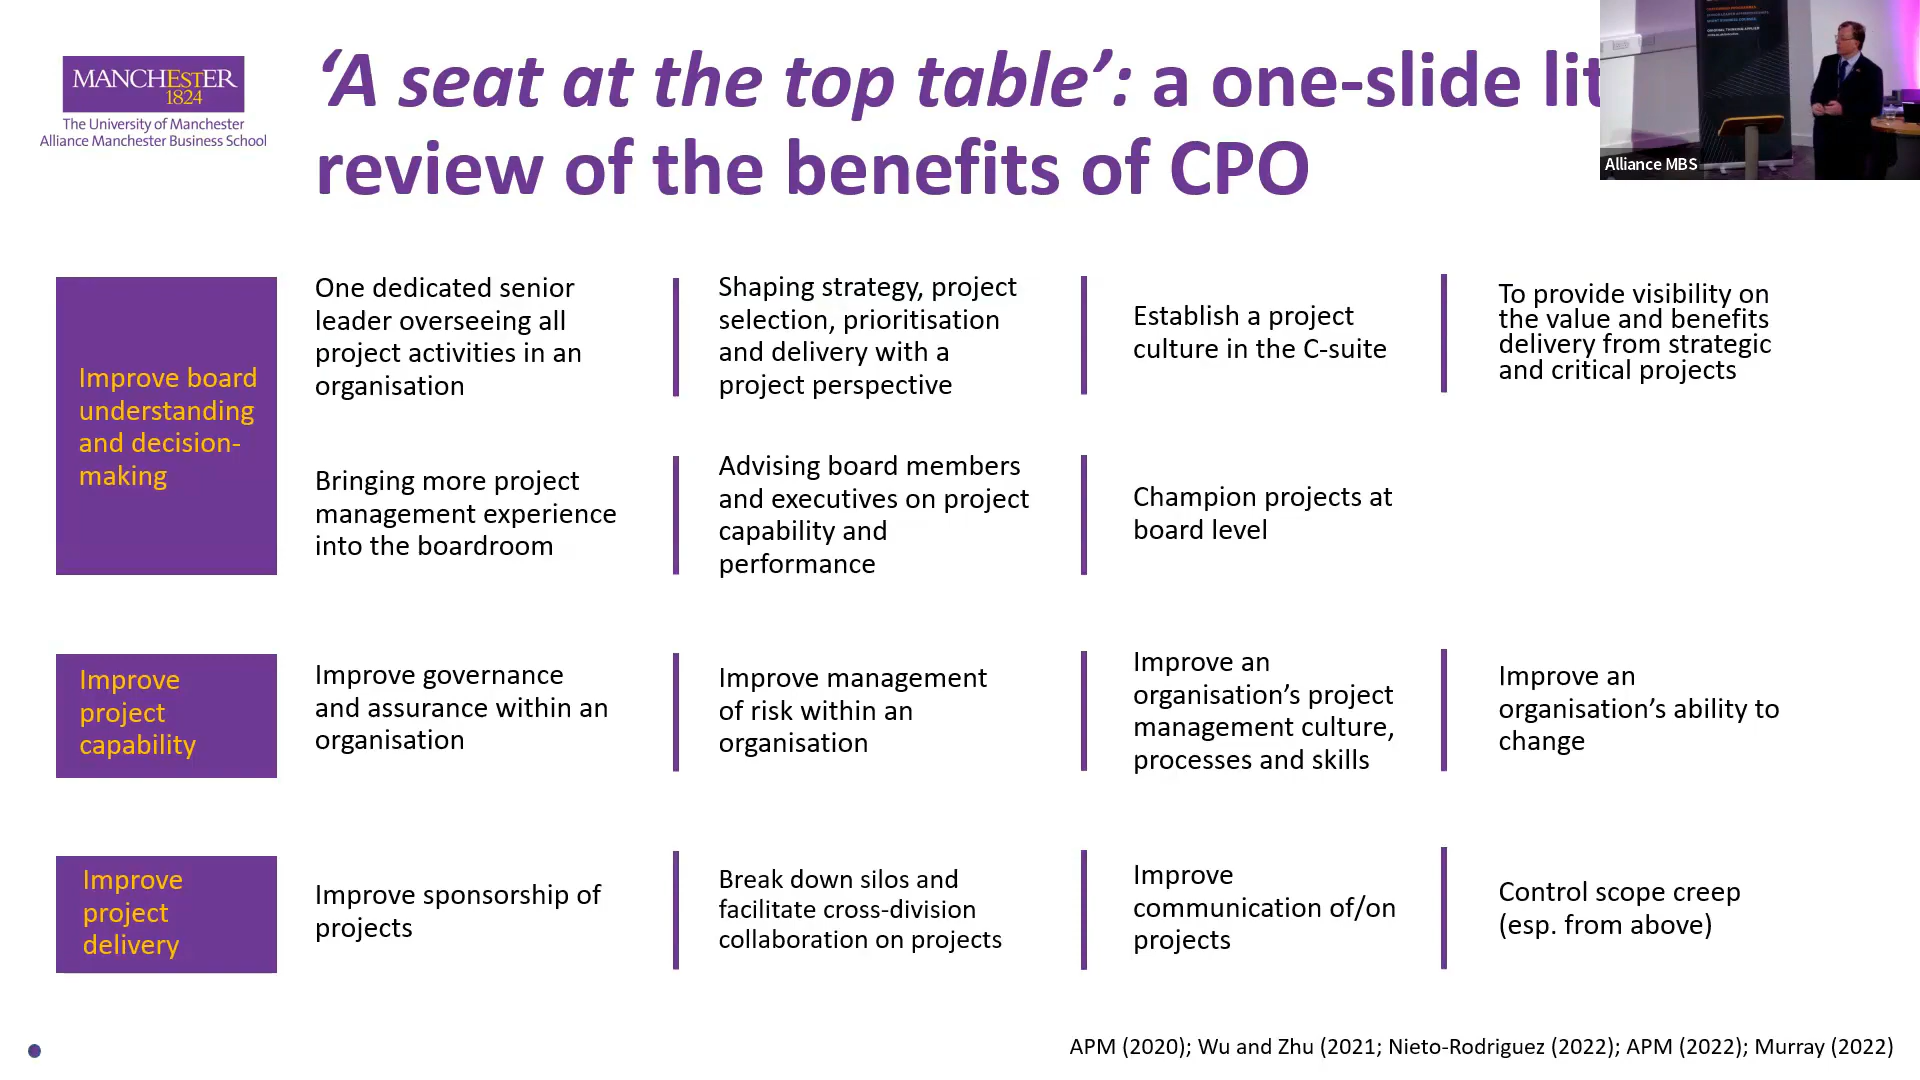 MANCHESTER
1824
The University of Manchester
Alliance Manchester Business School
‘A seat at the top table’: a one-slide lit
review of the benefits of CPO
Alliance MBS
Improve board
understanding
and decision-
making
One dedicated senior
leader overseeing all
project activities in an
organisation
Shaping strategy, project
selection, prioritisation
and delivery with a
project perspective
Establish a project
culture in the C-suite
To provide visibility on
the value and benefits
delivery from strategic
and critical projects
Bringing more project
management experience
into the boardroom
Advising board members
and executives on project
capability and
performance
Champion projects at
board level
Improve
project
capability
Improve governance
and assurance within an
organisation
Improve management
of risk within an
organisation
Improve an
organisation’s project
management culture,
processes and skills
Improve an
organisation’s ability to
change
Improve
project
delivery
Improve sponsorship of
projects
Break down silos and
facilitate cross-division
collaboration on projects
Improve
communication of/on
projects
Control scope creep
(esp. from above)
APM (2020); Wu and Zhu (2021; Nieto-Rodriguez (2022); APM (2022); Murray (2022)